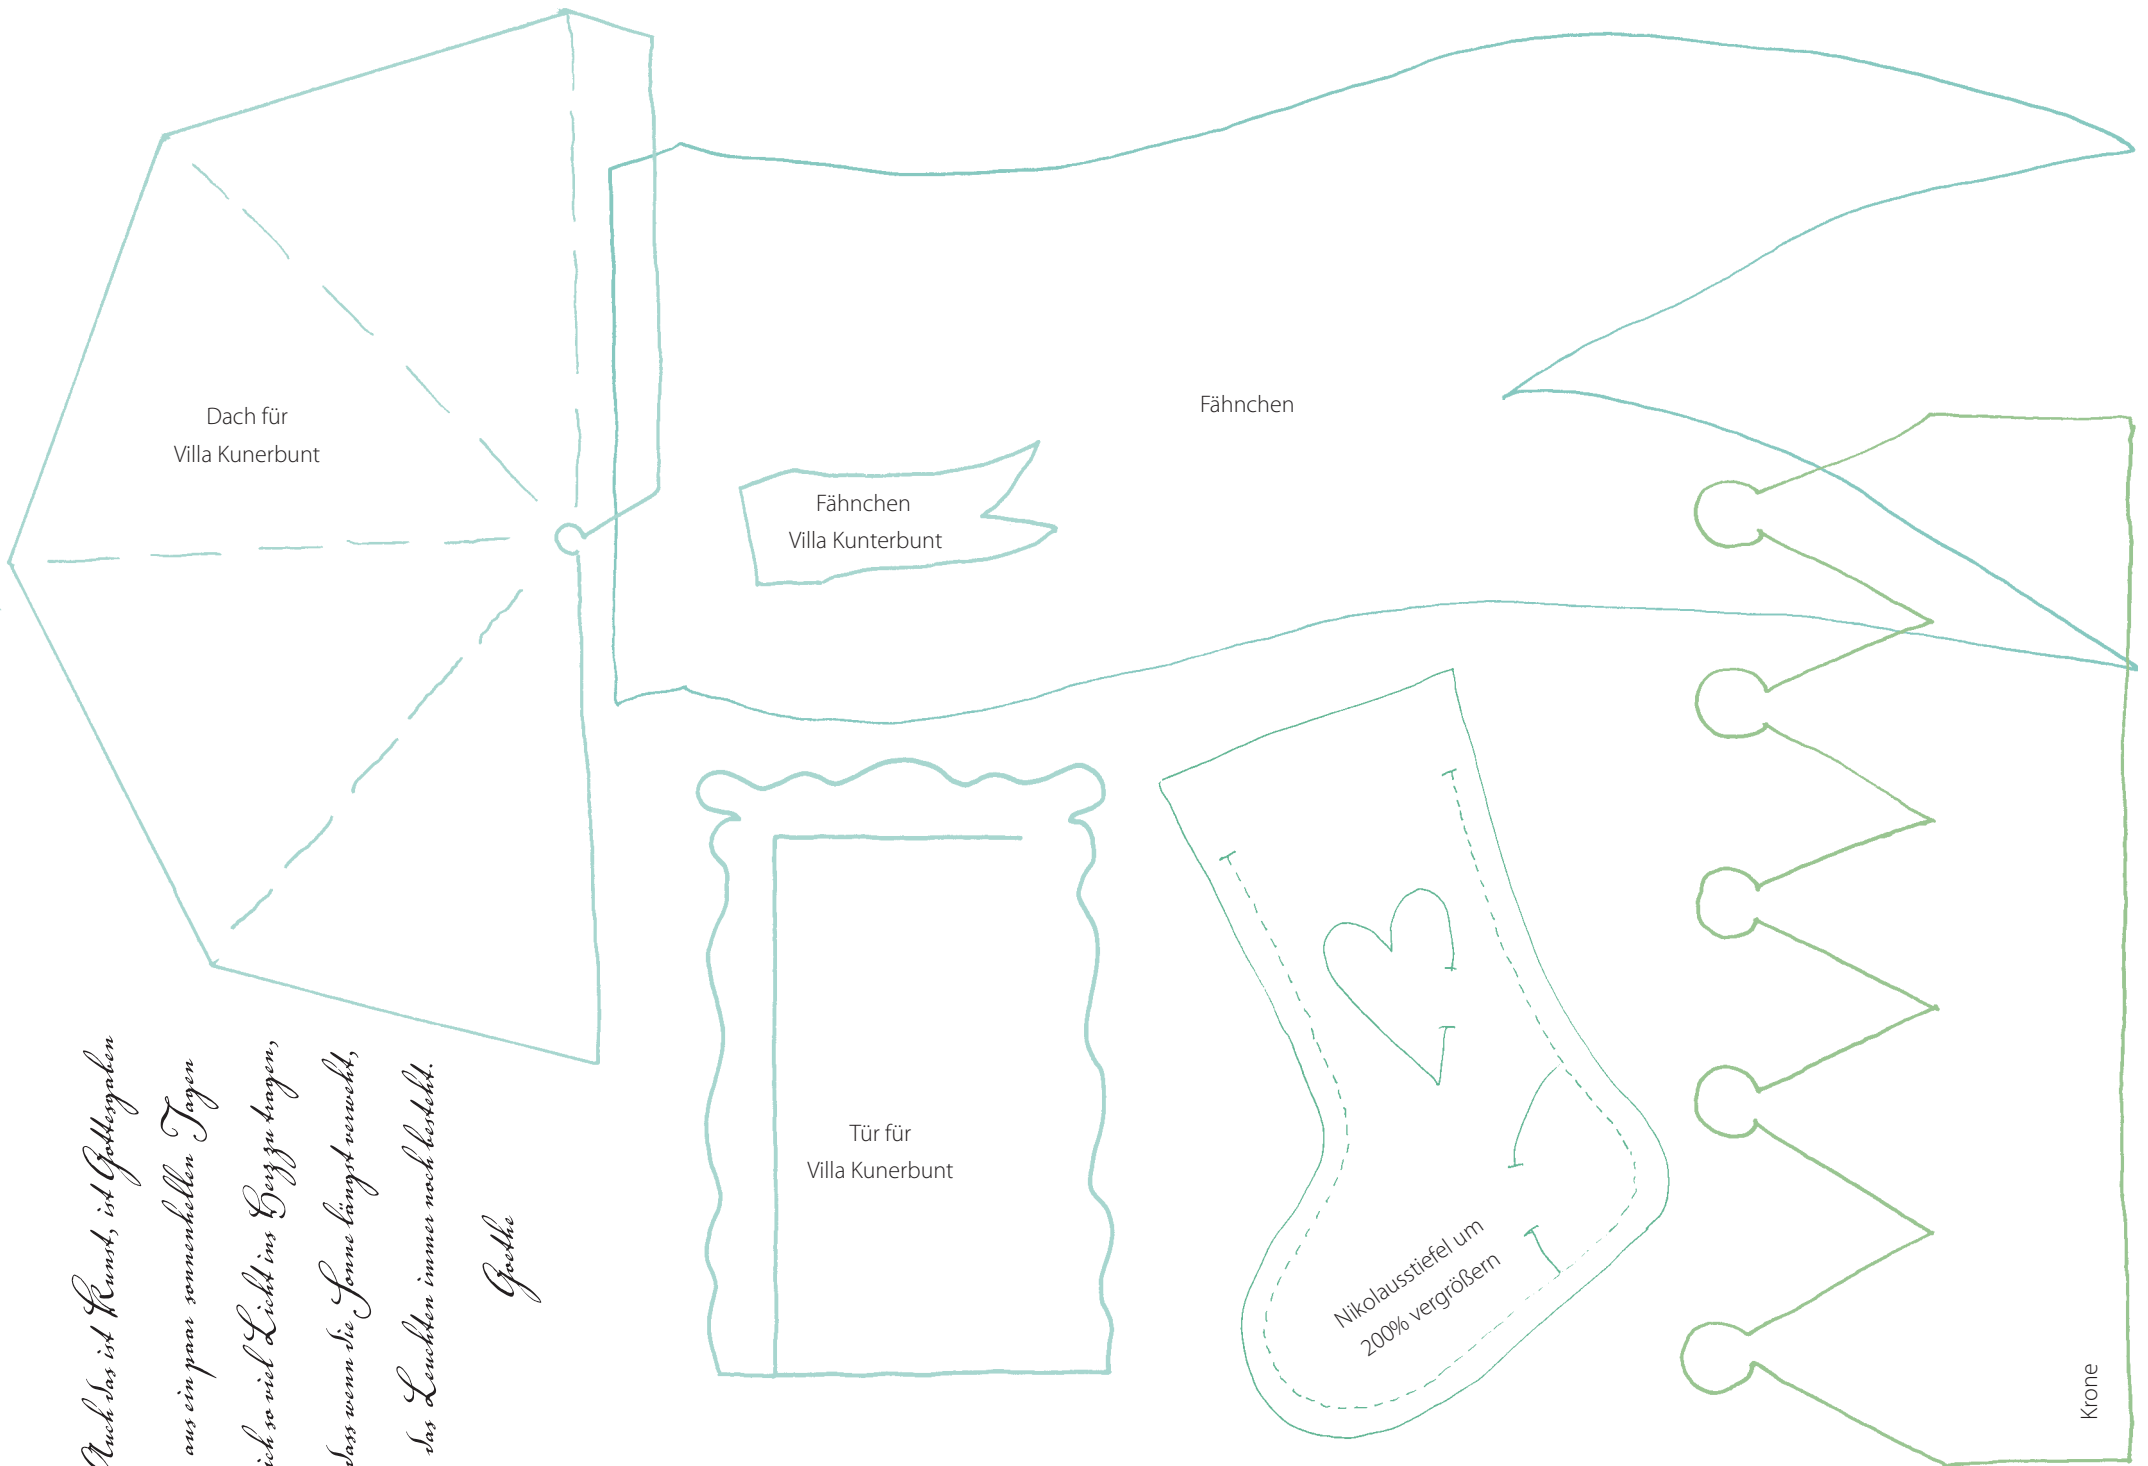 Dach für
Villa Kunerbunt
Fähnchen
Fähnchen
Villa Kunterbunt
Tür für
Villa Kunerbunt
Nikolausstiefel um
200% vergrößern
Krone
Auch das ist Kunst, ist Gottesgaben
aus ein paar sonnenhellen Tagen
ich so viel Licht ins Herz zu tragen,
dass wenn die Sonne längst verweht,
das Leuchten immer noch besteht.
Goethe